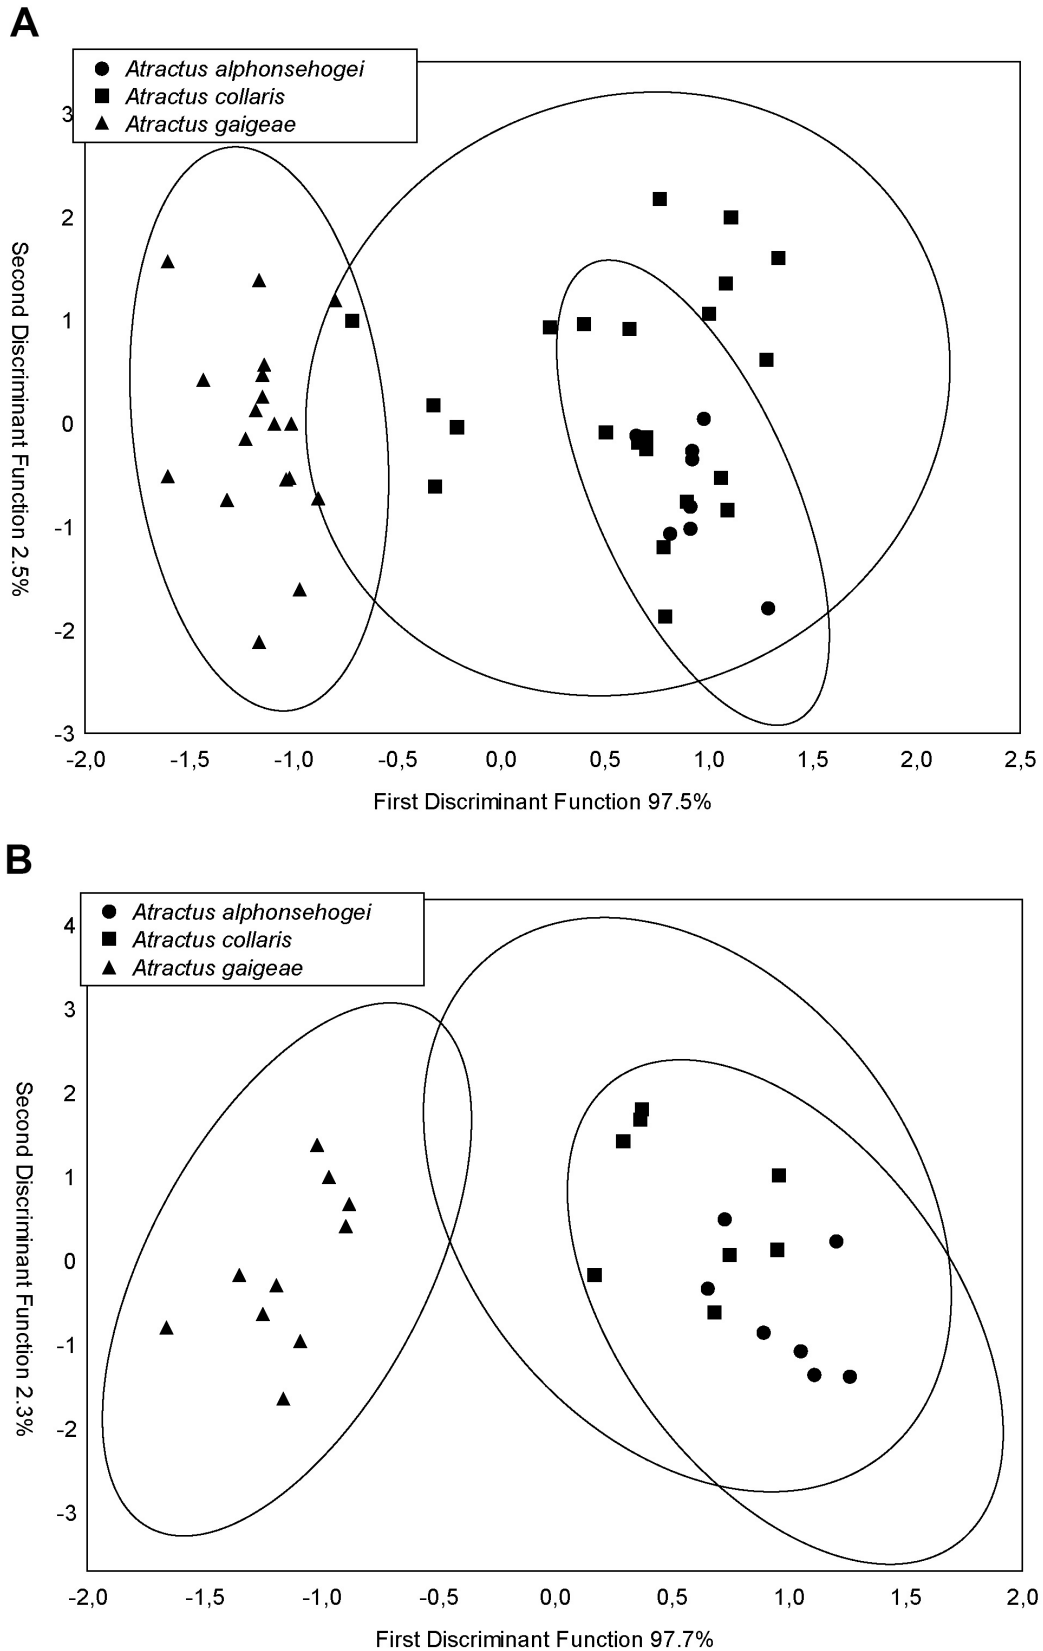 A
Atractus alphonsehogei
Atractus collaris
Atractus gaigeae
3
2
1
0
-1
-2
-3
Second Discriminant Function 2.5%
-2,0 -1,5 -1,0 -0,5 0,0 0,5 1,0 1,5 2,0 2,5
First Discriminant Function 97.5%
B
Atractus alphonsehogei
Atractus collaris
Atractus gaigeae
4
3
2
1
0
-1
-2
-3
Second Discriminant Function 2.3%
-2,0 -1,5 -1,0 -0,5 0,0 0,5 1,0 1,5 2,0
First Discriminant Function 97.7%